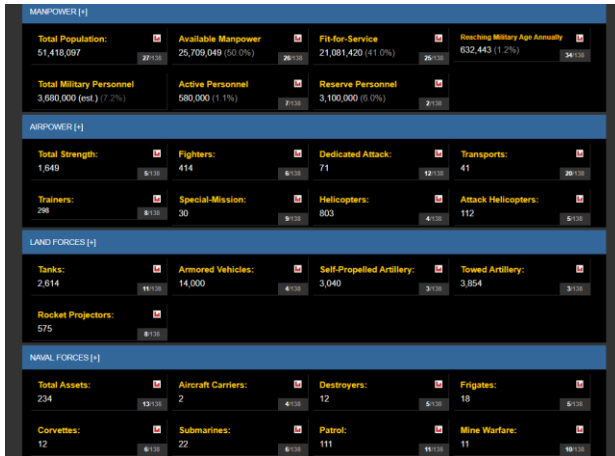 MANPOWER [+]
Total Population: Available Manpower Fit-for-Service Reaching Military Age Annually
51,418,097 25,709,049 (50.0%) 21,081,420 (41.0%) 632,443 (1.2%)
27/138 26/138 25/138 34/138
Total Military Personnel Active Personnel Reserve Personnel
3,680,000 (est.) (7.2%) 580,000 (1.1%) 3,100,000 (6.0%)
7/138 2/138
AIRPOWER [+]
Total Strength: Fighters: Dedicated Attack: Transports:
1,649 414 71 41
5/138 6/138 12/138 20/138
Trainers: Special-Mission: Helicopters: Attack Helicopters:
298 30 803 112
8/138 9/138 4/138 5/138
LAND FORCES [+]
Tanks: Armored Vehicles: Self-Propelled Artillery: Towed Artillery:
2,614 14,000 3,040 3,854
11/138 4/138 3/138 3/138
Rocket Projectors:
575
8/138
NAVAL FORCES [+]
Total Assets: Aircraft Carriers: Destroyers: Frigates:
234 2 12 18
13/138 4/138 5/138 5/138
Corvettes: Submarines: Patrol: Mine Warfare:
12 22 111 11
6/138 6/138 11/138 10/138